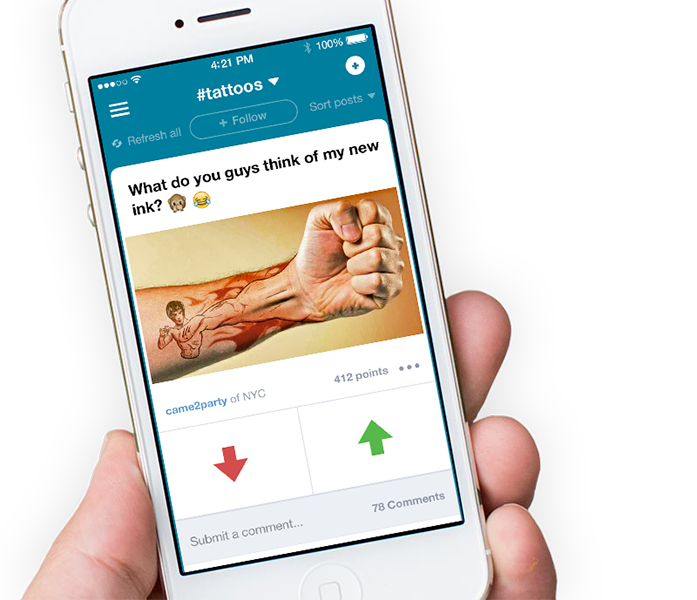 4:21 PM
100%
#tattoos
Refresh all
+ Follow
Sort posts
What do you guys think of my new
ink? 🙊 😂
412 points
came2party of NYC
78 Comments
Submit a comment...